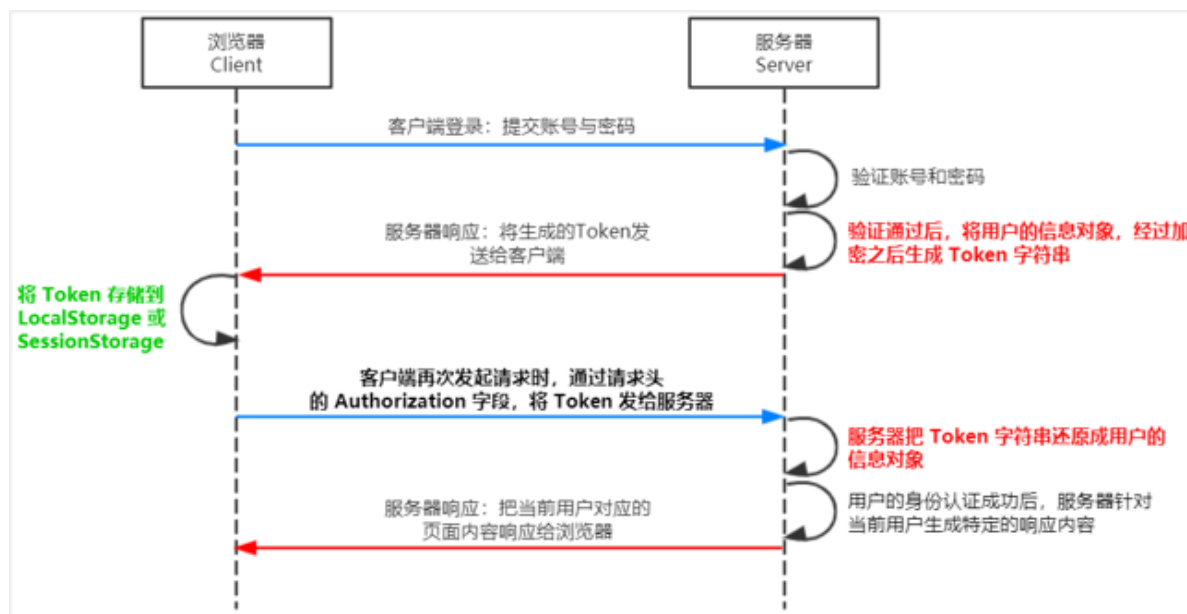 浏览器
Client
服务器
Server
客户端登录：提交账号与密码
验证账号和密码
服务器响应：将生成的Token发
送给客户端
验证通过后，将用户的信息对象，经过加
密之后生成 Token 字符串
将 Token 存储到
LocalStorage 或
SessionStorage
客户端再次发起请求时，通过请求头
的 Authorization 字段，将 Token 发给服务器
服务器把 Token 字符串还原成用户的
信息对象
服务器响应：把当前用户对应的
页面内容响应给浏览器
用户的身份认证成功后，服务器针对
当前用户生成特定的响应内容